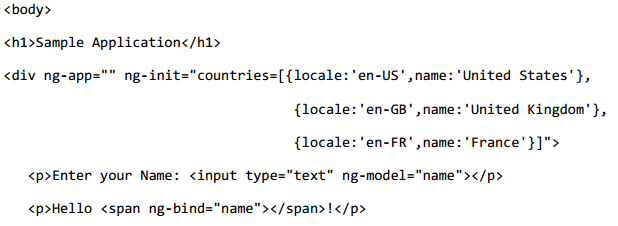 <body>
<h1>Sample Application</h1>
<div ng-app="" ng-init="countries=[{locale:'en-US',name:'United States'},
{locale:'en-GB',name:'United Kingdom'},
{locale:'en-FR',name:'France'}]">
<p>Enter your Name: <input type="text" ng-model="name"></p>
<p>Hello <span ng-bind="name"></span>!</p>